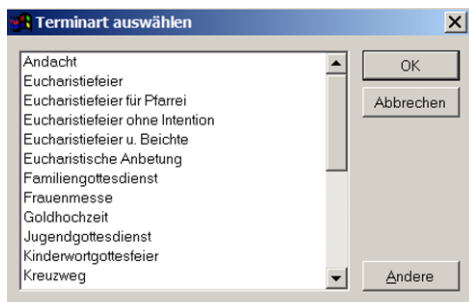 Terminart auswählen
Andacht
Eucharistiefeier
Eucharistiefeier für Pfarrei
Eucharistiefeier ohne Intention
Eucharistiefeier u. Beichte
Eucharistische Anbetung
Familiengottesdienst
Frauenmesse
Goldhochzeit
Jugendgottesdienst
Kinderwortgottesfeier
Kreuzweg
OK
Abbrechen
Andere